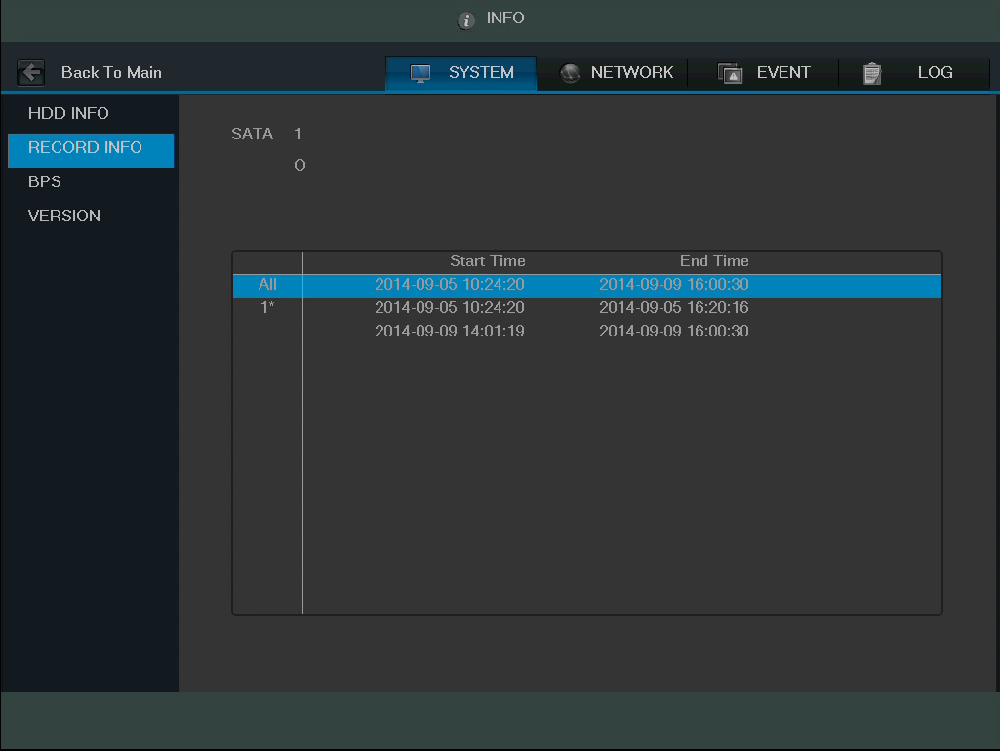 INFO
Back To Main
SYSTEM NETWORK EVENT LOG
HDD INFO
RECORD INFO
BPS
VERSION
SATA 1
O
Start Time End Time
All 2014-09-05 10:24:20 2014-09-09 16:00:30
1* 2014-09-05 10:24:20 2014-09-05 16:20:16
2014-09-09 14:01:19 2014-09-09 16:00:30